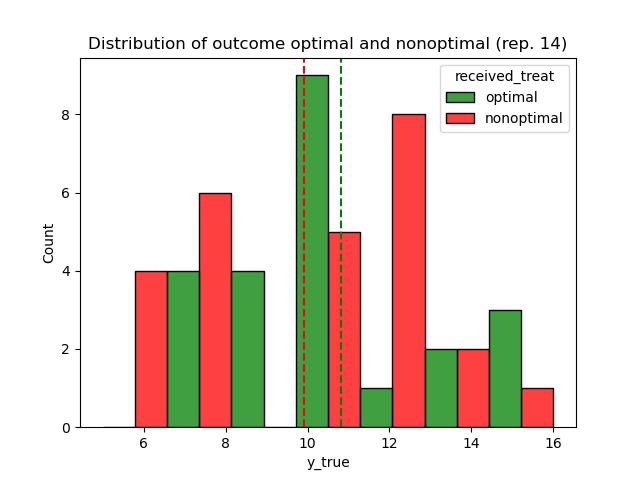 Distribution of outcome optimal and nonoptimal (rep. 14)
received_treat
optimal
nonoptimal
Count
8
6
4
2
0
6 8 10 12 14 16
y_true